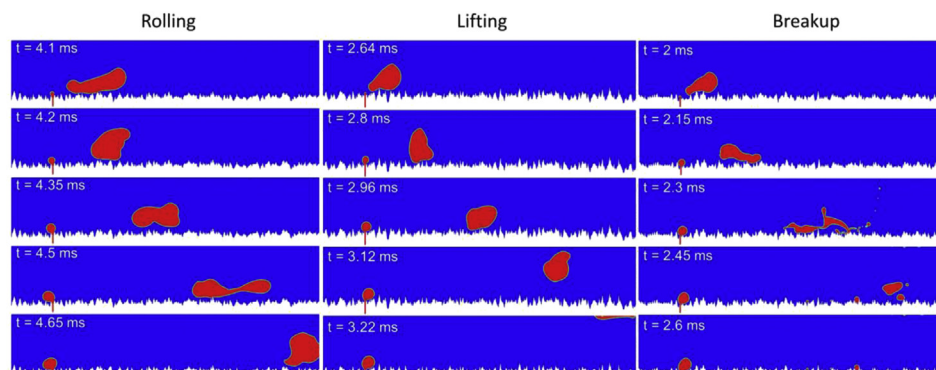 Rolling Lifting Breakup
t = 4.1 ms t = 2.64 ms t = 2 ms
t = 4.2 ms t = 2.8 ms t = 2.15 ms
t = 4.35 ms t = 2.96 ms t = 2.3 ms
t = 4.5 ms t = 3.12 ms t = 2.45 ms
t = 4.65 ms t = 3.22 ms t = 2.6 ms